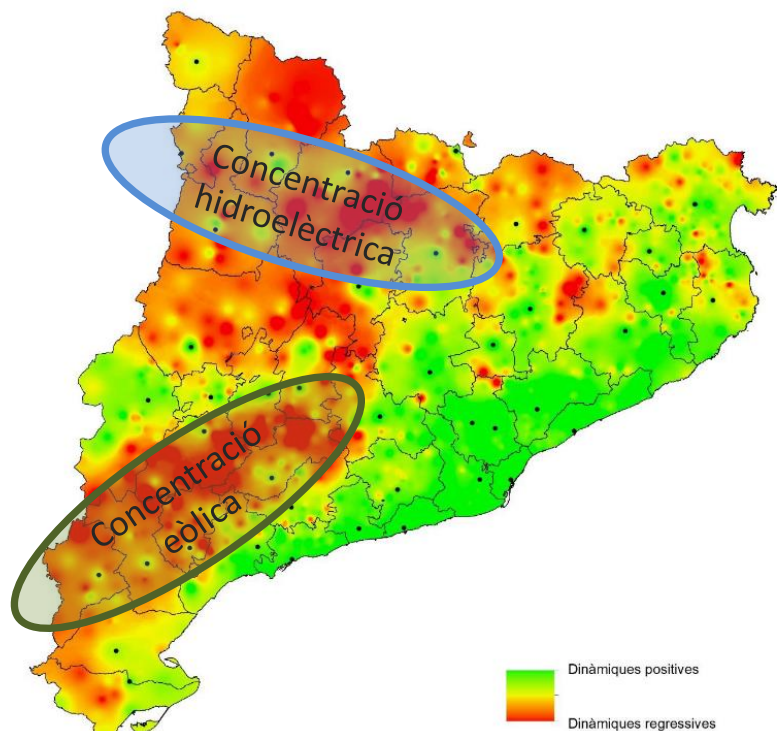 Concentració
hidroelèctrica
Concentració
eòlica
Dinàmiques positives
Dinàmiques regressives